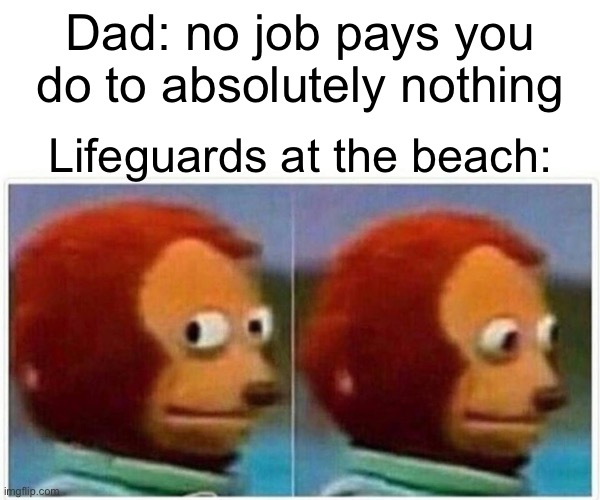 Dad: no job pays you
do to absolutely nothing
Lifeguards at the beach:
imgflip.com